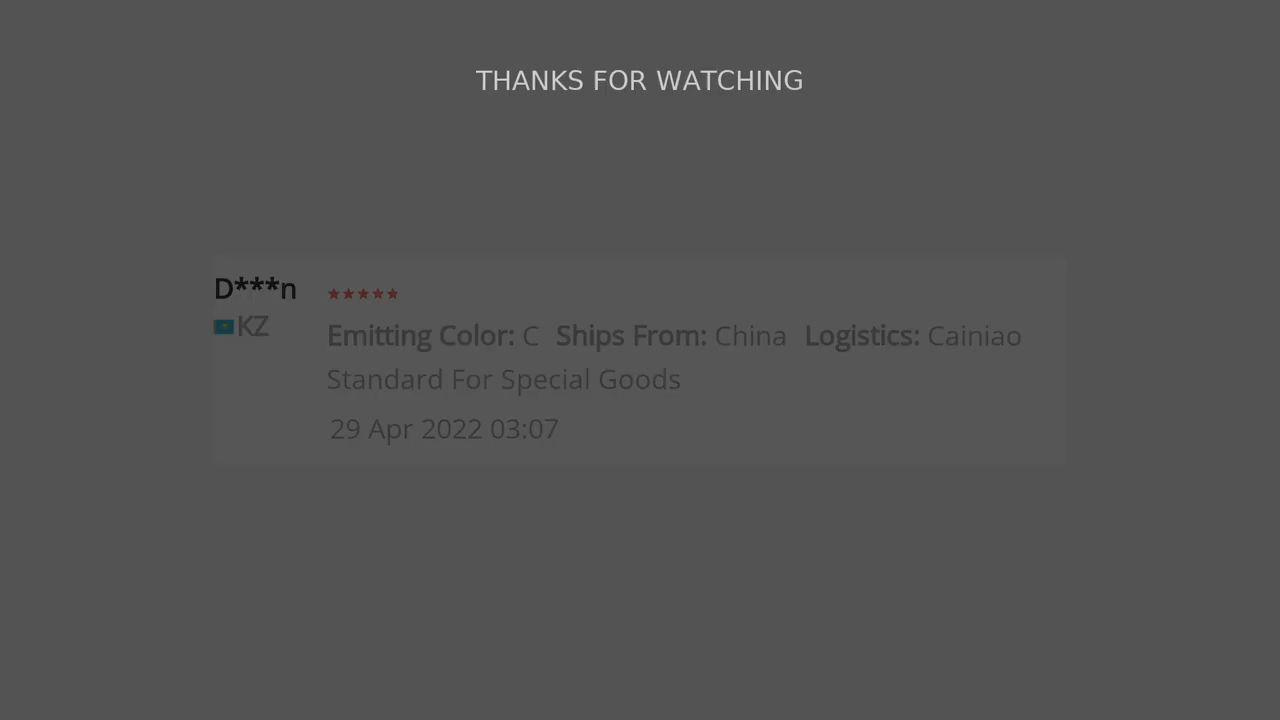 THANKS FOR WATCHING
D***n
KZ
Emitting Color: C Ships From: China Logistics: Cainiao
Standard For Special Goods
29 Apr 2022 03:07